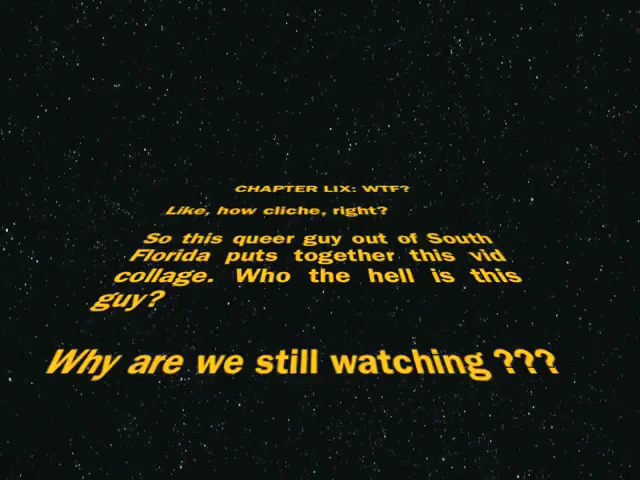 CHAPTER LIX: WTF?
Like, how cliche, right?
So this queer guy out of South
Florida puts together this vid
collage. Who the hell is this
guy?
Why are we still watching ???